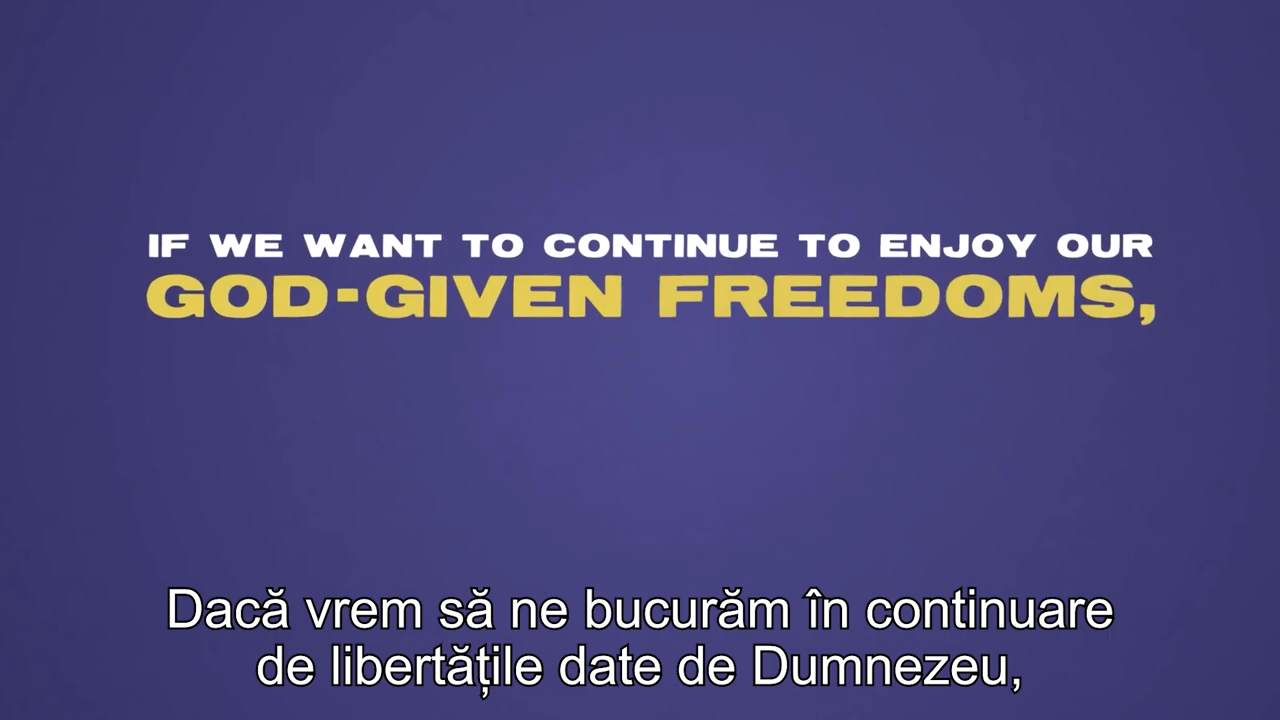 IF WE WANT TO CONTINUE TO ENJOY OUR
GOD-GIVEN FREEDOMS,
Dacă vrem să ne bucurăm în continuare
de libertățile date de Dumnezeu,